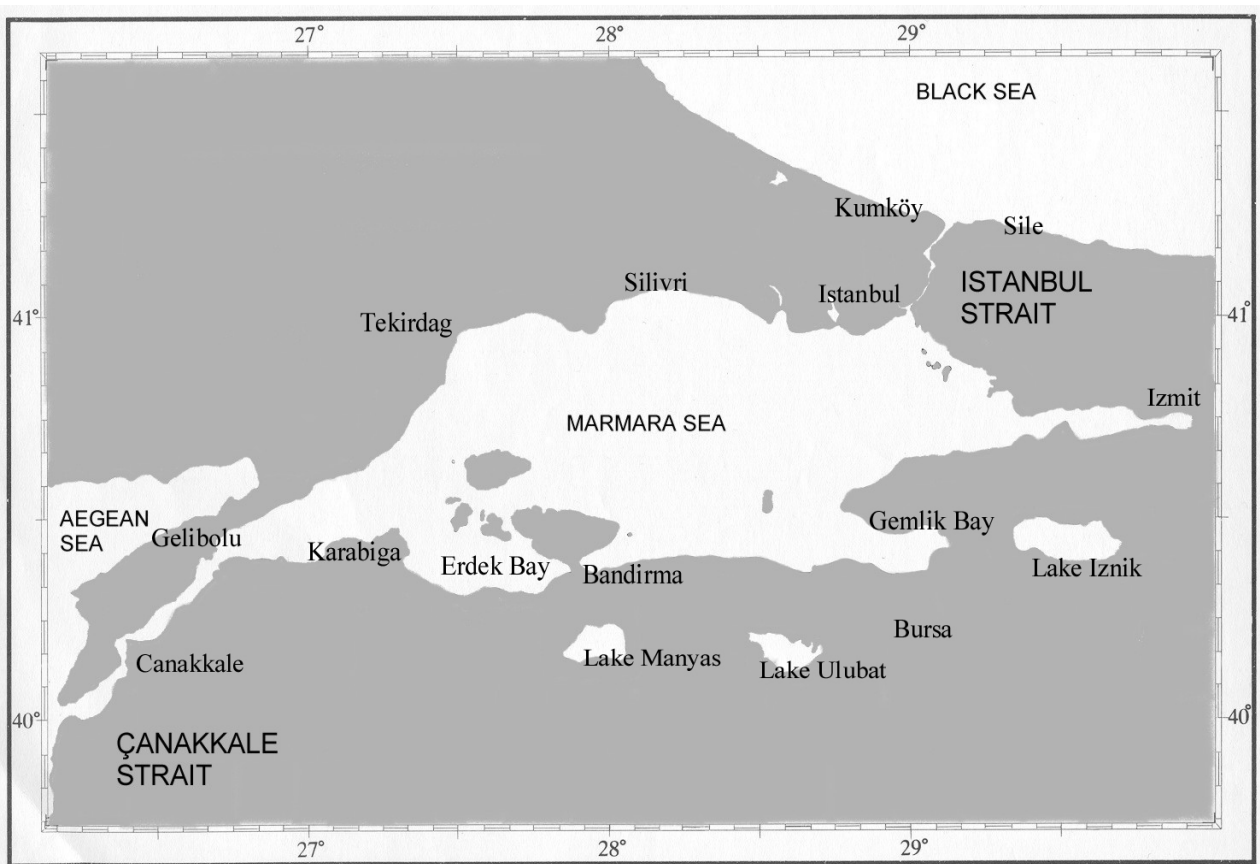 27° 28° 29°
BLACK SEA
Kumköy
Sile
Silivri
Istanbul
ISTANBUL
STRAIT
41°
41°
Tekirdag
Izmit
MARMARA SEA
AEGEAN
SEA
Gelibolu
Gemlik Bay
Karabiga
Erdek Bay
Bandirma
Lake Iznik
Bursa
Canakkale
Lake Manyas
Lake Ulubat
40°
40°
ÇANAKKALE
STRAIT
27° 28° 29°